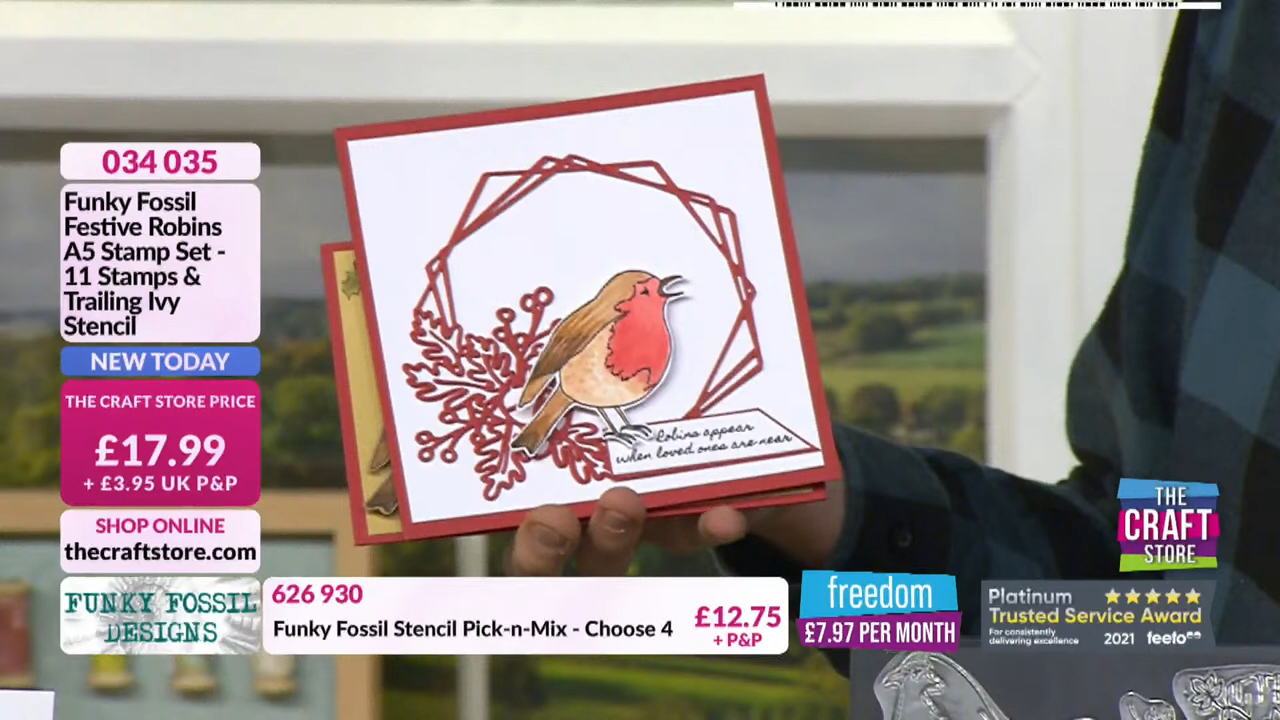 034 035
Funky Fossil
Festive Robins
A5 Stamp Set -
11 Stamps &
Trailing Ivy
Stencil
NEW TODAY
THE CRAFT STORE PRICE
£17.99
+ £3.95 UK P&P
SHOP ONLINE
thecraftstore.com
FUNKY FOSSIL
DESIGNS
626 930
Funky Fossil Stencil Pick-n-Mix - Choose 4
£12.75
+ P&P
freedom
£7.97 PER MONTH
Robins appear
when loved ones are near
THE
CRAFT
STORE
Platinum
Trusted Service Award
For consistently
delivering excellence
2021 feefo